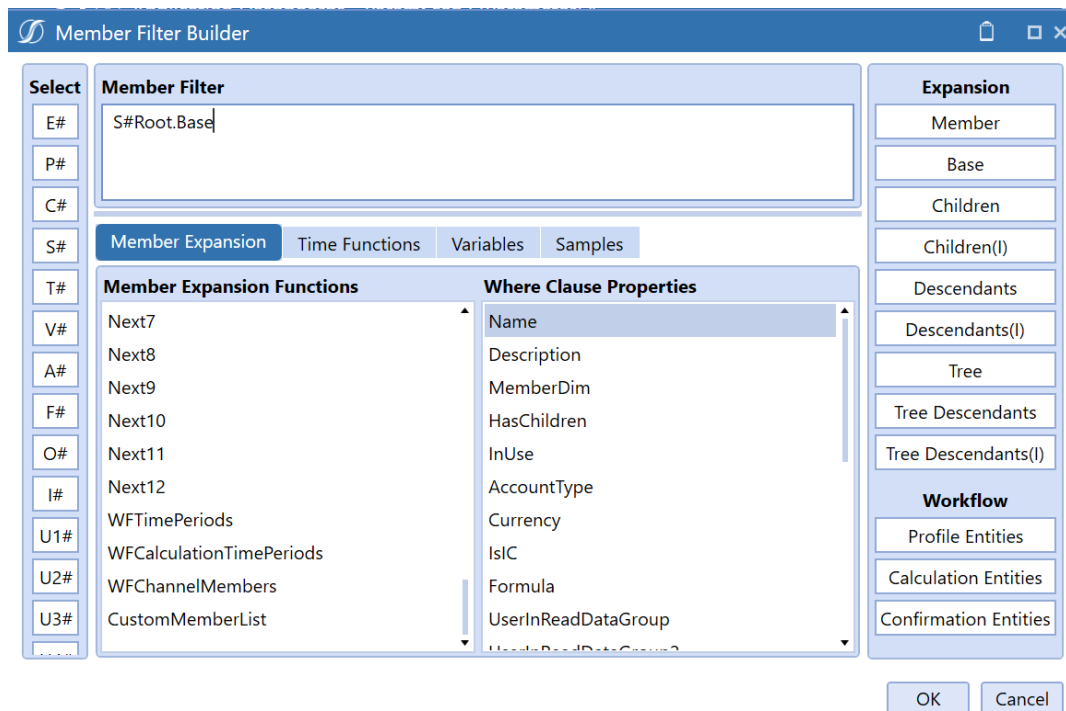 Member Filter Builder
Select
E#
P#
C#
S#
T#
V#
A#
F#
O#
I#
U1#
U2#
U3#
Member Filter
S#Root.Base
Member Expansion
Time Functions
Variables
Samples
Member Expansion Functions
Next7
Next8
Next9
Next10
Next11
Next12
WFTimePeriods
WFCalculationTimePeriods
WFChannelMembers
CustomMemberList
Where Clause Properties
Name
Description
MemberDim
HasChildren
InUse
AccountType
Currency
IsIC
Formula
UserInReadDataGroup
UserInReadDataGroup2
Expansion
Member
Base
Children
Children(I)
Descendants
Descendants(I)
Tree
Tree Descendants
Tree Descendants(I)
Workflow
Profile Entities
Calculation Entities
Confirmation Entities
OK
Cancel